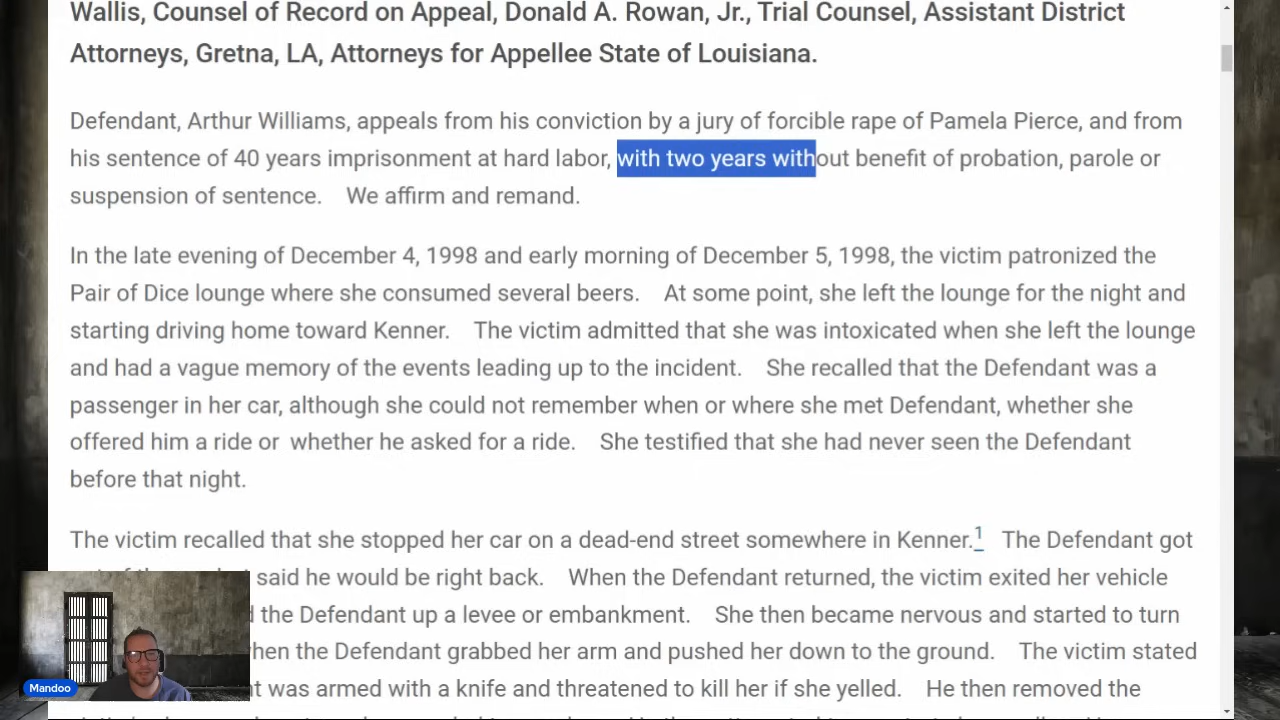 Wallis, Counsel of Record on Appeal, Donald A. Rowan, Jr., Trial Counsel, Assistant District
Attorneys, Gretna, LA, Attorneys for Appellee State of Louisiana.
Defendant, Arthur Williams, appeals from his conviction by a jury of forcible rape of Pamela Pierce, and from
his sentence of 40 years imprisonment at hard labor, with two years without benefit of probation, parole or
suspension of sentence. We affirm and remand.
In the late evening of December 4, 1998 and early morning of December 5, 1998, the victim patronized the
Pair of Dice lounge where she consumed several beers. At some point, she left the lounge for the night and
starting driving home toward Kenner. The victim admitted that she was intoxicated when she left the lounge
and had a vague memory of the events leading up to the incident. She recalled that the Defendant was a
passenger in her car, although she could not remember when or where she met Defendant, whether she
offered him a ride or whether he asked for a ride. She testified that she had never seen the Defendant
before that night.
The victim recalled that she stopped her car on a dead-end street somewhere in Kenner.1 The Defendant got
said he would be right back. When the Defendant returned, the victim exited her vehicle
the Defendant up a levee or embankment. She then became nervous and started to turn
when the Defendant grabbed her arm and pushed her down to the ground. The victim stated
was armed with a knife and threatened to kill her if she yelled. He then removed the
Mandoo